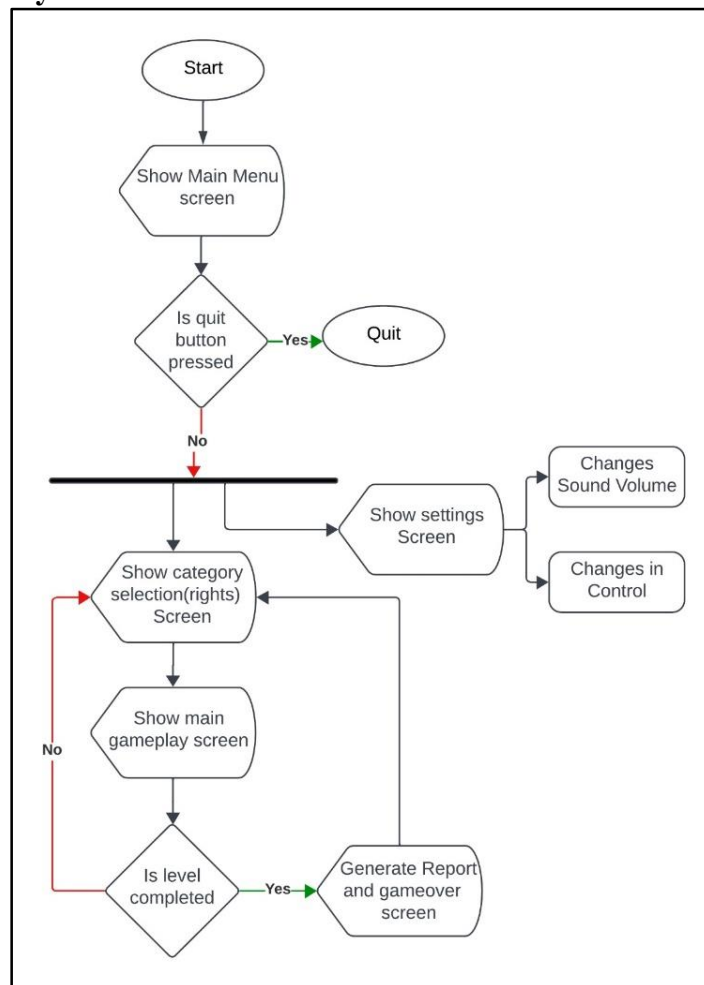 Start
Show Main Menu
screen
Is quit
button
pressed
Yes
Quit
No
Changes
Sound Volume
Show settings
Screen
Changes in
Control
Show category
selection(rights)
Screen
Show main
gameplay screen
No
Is level
completed
Yes
Generate Report
and gameover
screen